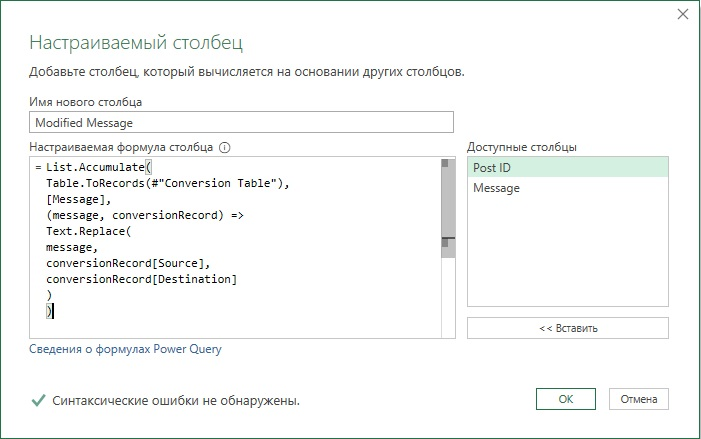 Настраиваемый столбец
Добавьте столбец, который вычисляется на основании других столбцов.
Имя нового столбца
Modified Message
Настраиваемая формула столбца
= List.Accumulate(
Table.ToRecords(#"Conversion Table"),
[Message],
(message, conversionRecord) =>
Text.Replace(
message,
conversionRecord[Source],
conversionRecord[Destination]
)
)
Доступные столбцы
Post ID
Message
<< Вставить
Сведения о формулах Power Query
Синтаксические ошибки не обнаружены.
ОК
Отмена